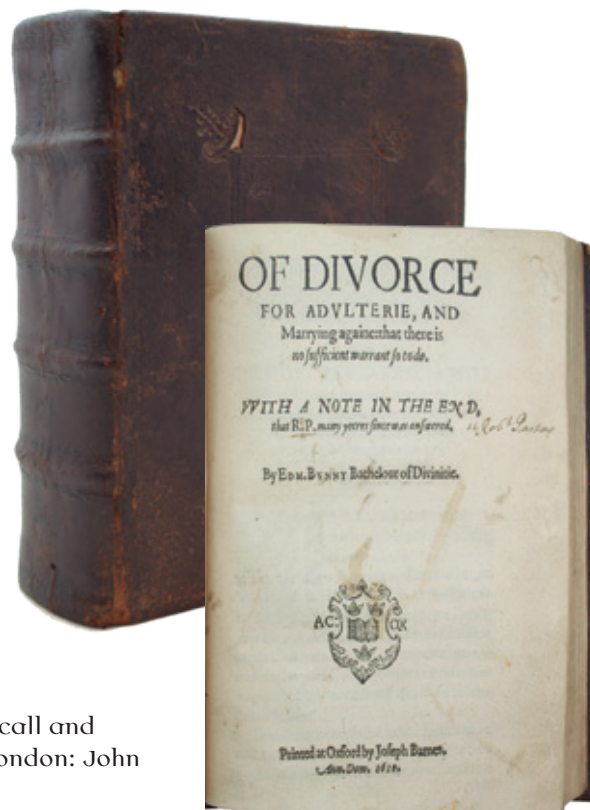 OF DIVORCE
FOR ADVLTERIE, AND
Marrying againe: that there is
no sufficient warrant so to do.
VVITH A NOTE IN THE END,
that R.P. many yeeres since was answered.
By EDM. BVNNY Bachelour of Divinitie.
AC: OX
Printed at Oxford by Joseph Barnes.
Ann. Dom. 1610.
call and
ondon: John